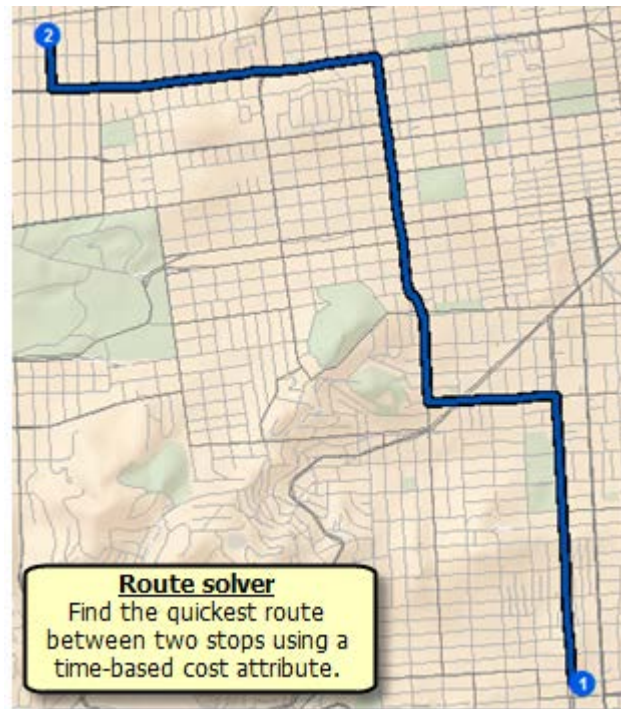 2
Route solver
Find the quickest route
between two stops using a
time-based cost attribute.
1